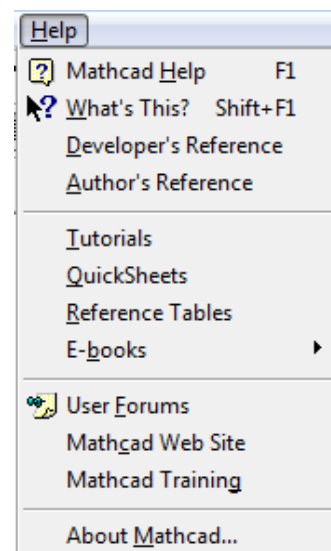 Help
Mathcad Help F1
What's This? Shift+F1
Developer's Reference
Author's Reference
Tutorials
QuickSheets
Reference Tables
E-books
User Forums
Mathcad Web Site
Mathcad Training
About Mathcad...